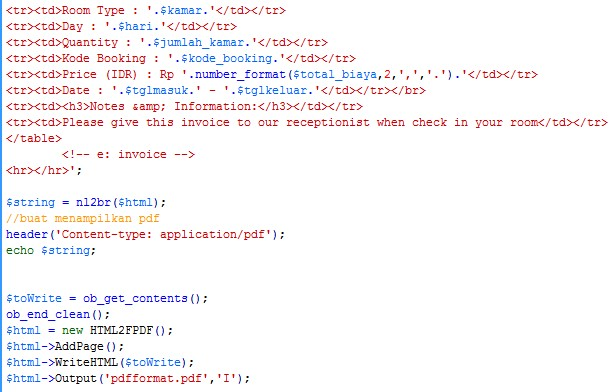 <tr><td>Room Type : '.$kamar.'</td></tr>
<tr><td>Day : '.$hari.'</td></tr>
<tr><td>Quantity : '.$jumlah_kamar.'</td></tr>
<tr><td>Kode Booking : '.$kode_booking.'</td></tr>
<tr><td>Price (IDR) : Rp '.number_format($total_biaya,2,',','.').'</td></tr>
<tr><td>Date : '.$tglmasuk.' - '.$tglkeluar.'</td></tr></br>
<tr><td><h3>Notes &amp; Information:</h3></td></tr>
<tr><td>Please give this invoice to our receptionist when check in your room</td></tr>
</table>
<!-- e: invoice -->
<hr></hr>';
$string = nl2br($html);
//buat menampilkan pdf
header('Content-type: application/pdf');
echo $string;
$toWrite = ob_get_contents();
ob_end_clean();
$html = new HTML2FPDF();
$html->AddPage();
$html->WriteHTML($toWrite);
$html->Output('pdfformat.pdf','I');